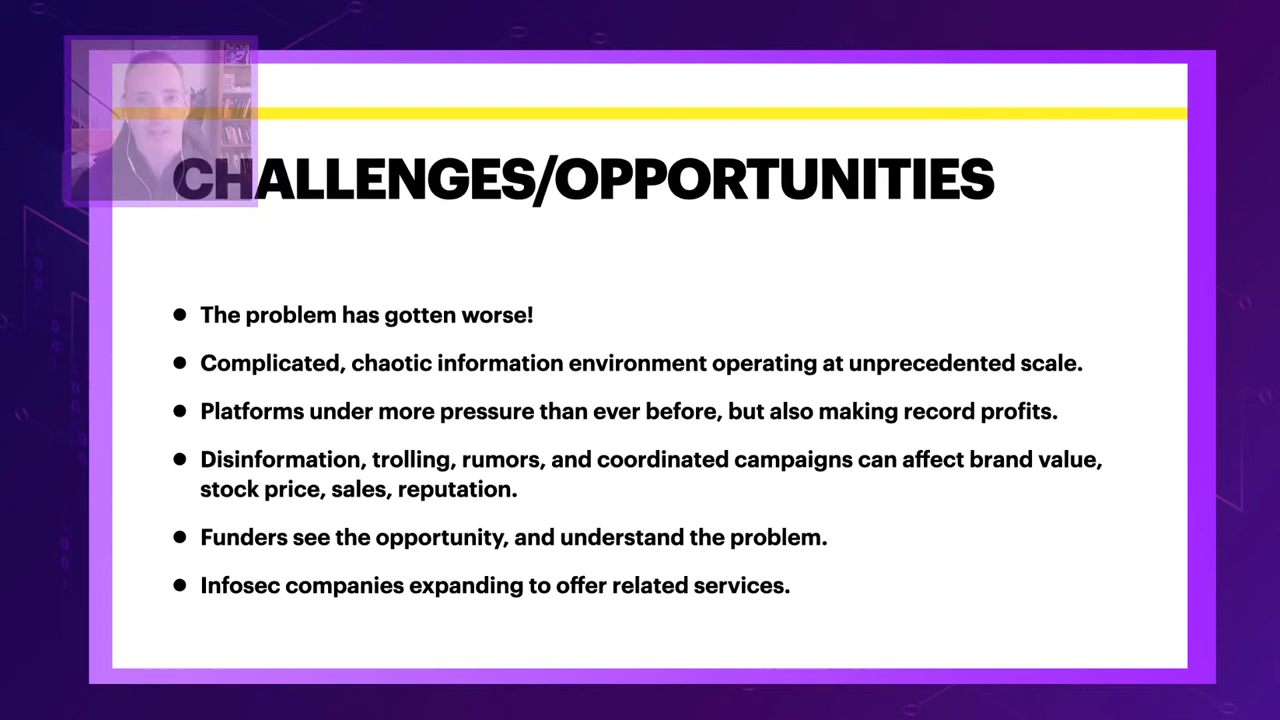 CHALLENGES/OPPORTUNITIES
● The problem has gotten worse!
● Complicated, chaotic information environment operating at unprecedented scale.
● Platforms under more pressure than ever before, but also making record profits.
● Disinformation, trolling, rumors, and coordinated campaigns can affect brand value,
stock price, sales, reputation.
● Funders see the opportunity, and understand the problem.
● Infosec companies expanding to offer related services.